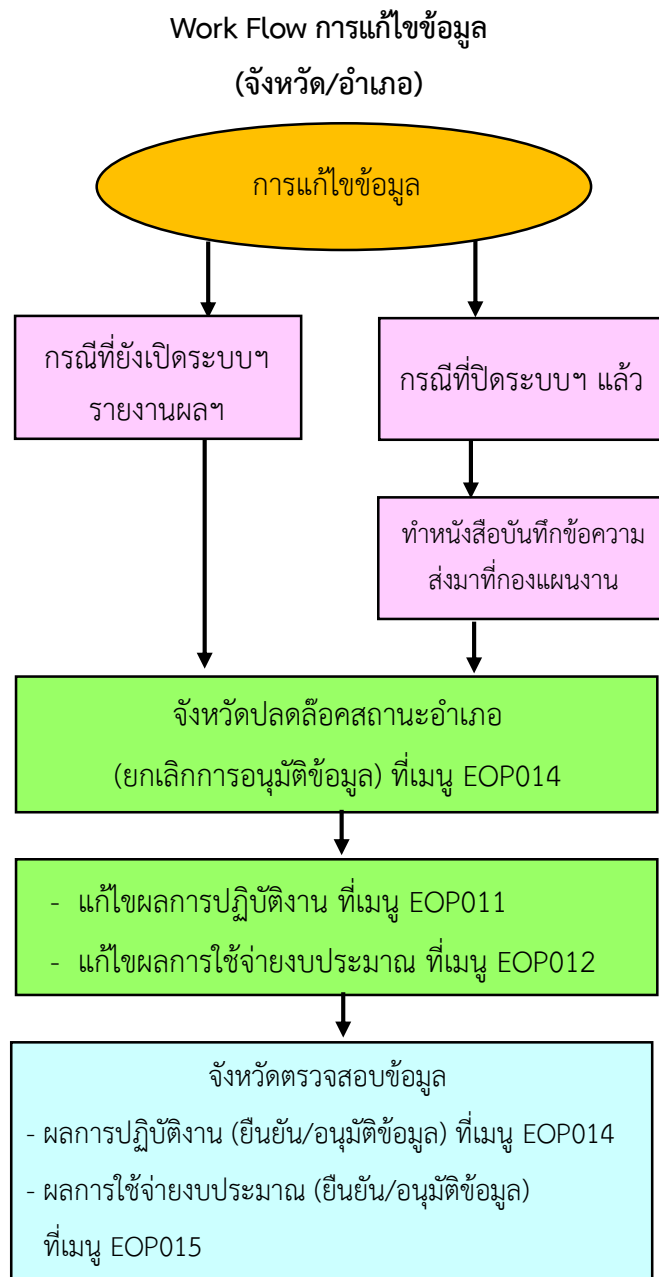 Work Flow การแก้ไขข้อมูล
(จังหวัด/อำเภอ)
การแก้ไขข้อมูล
กรณีที่ยังเปิดระบบฯ
รายงานผลฯ
กรณีที่ปิดระบบฯ แล้ว
ทำหนังสือบันทึกข้อความ
ส่งมาที่กองแผนงาน
จังหวัดปลดล๊อคสถานะอำเภอ
(ยกเลิกการอนุมัติข้อมูล) ที่เมนู EOP014
- แก้ไขผลการปฏิบัติงาน ที่เมนู EOP011
- แก้ไขผลการใช้จ่ายงบประมาณ ที่เมนู EOP012
จังหวัดตรวจสอบข้อมูล
- ผลการปฏิบัติงาน (ยืนยัน/อนุมัติข้อมูล) ที่เมนู EOP014
- ผลการใช้จ่ายงบประมาณ (ยืนยัน/อนุมัติข้อมูล)
ที่เมนู EOP015